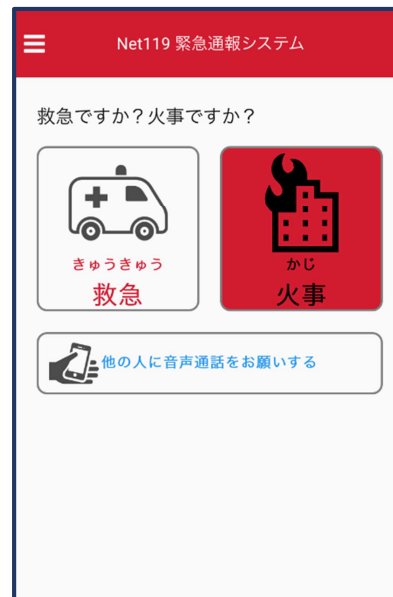 Net119 緊急通報システム
救急ですか？火事ですか？
きゅうきゅう
救急
かじ
火事
他の人に音声通話をお願いする